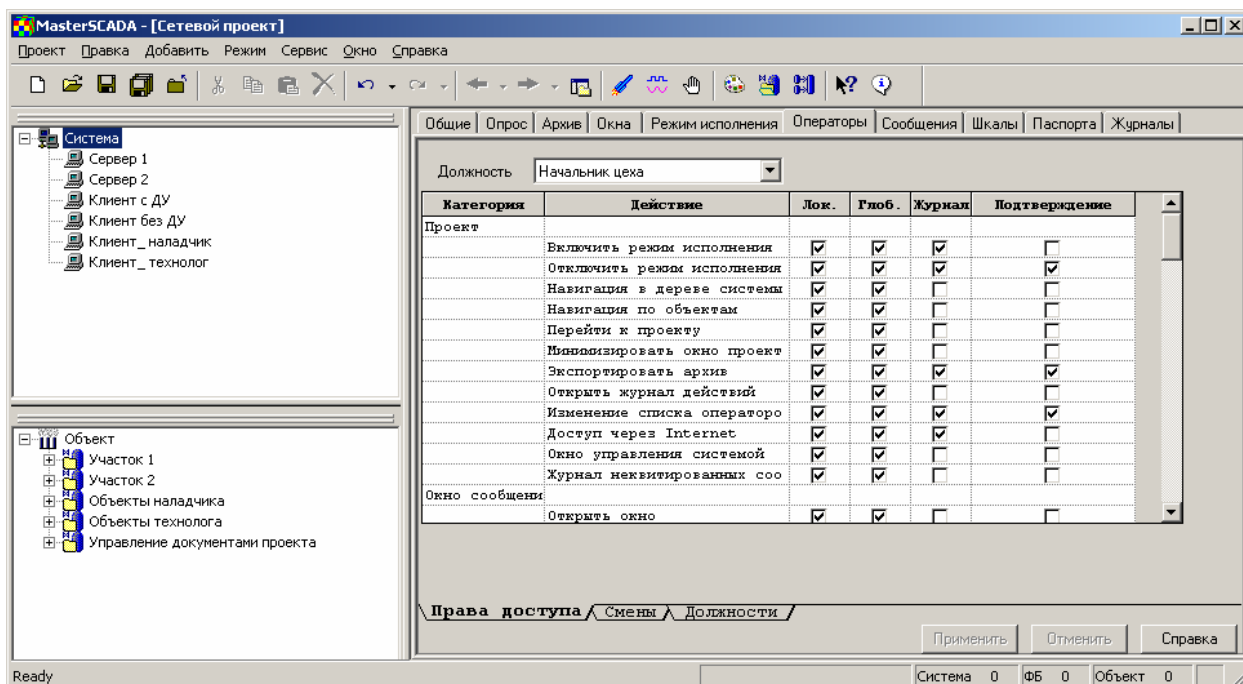 MasterSCADA - [Сетевой проект]
Проект Правка Добавить Режим Сервис Окно Справка
Система
Сервер 1
Сервер 2
Клиент с ДУ
Клиент без ДУ
Клиент_ наладчик
Клиент_ технолог
Объект
Участок 1
Участок 2
Объекты наладчика
Объекты технолога
Управление документами проекта
Общие Опрос Архив Окна Режим исполнения Операторы Сообщения Шкалы Паспорта Журналы
Должность Начальник цеха
Категория Действие Лок. Глоб. Журнал Подтверждение
Проект
Включить режим исполнения
Отключить режим исполнения
Навигация в дереве системы
Навигация по объектам
Перейти к проекту
Минимизировать окно проект
Экспортировать архив
Открыть журнал действий
Изменение списка операторо
Доступ через Internet
Окно управления системой
Журнал неквитированных соо
Окно сообщени
Открыть окно
Права доступа Смены Должности
Применить Отменить Справка
Ready Система 0 ФБ 0 Объект 0